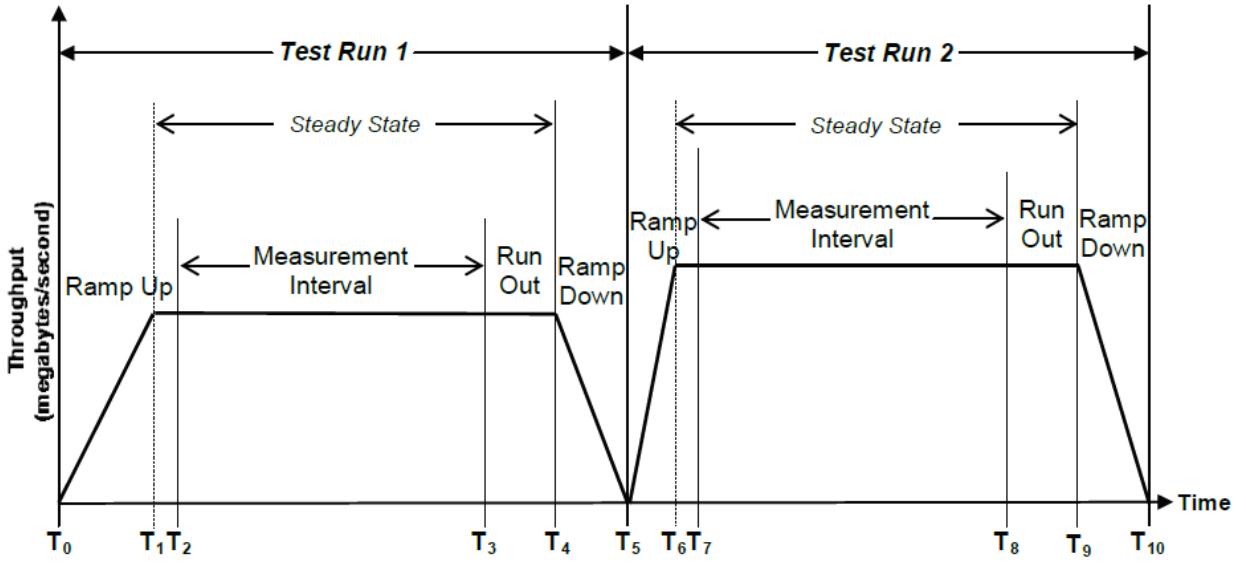 Test Run 1
Test Run 2
Steady State
Steady State
Throughput
(megabytes/second)
Ramp Up
Measurement
Interval
Run
Out
Ramp
Down
Ramp
Up
Measurement
Interval
Run
Out
Ramp
Down
Time
T0
T1
T2
T3
T4
T5
T6
T7
T8
T9
T10